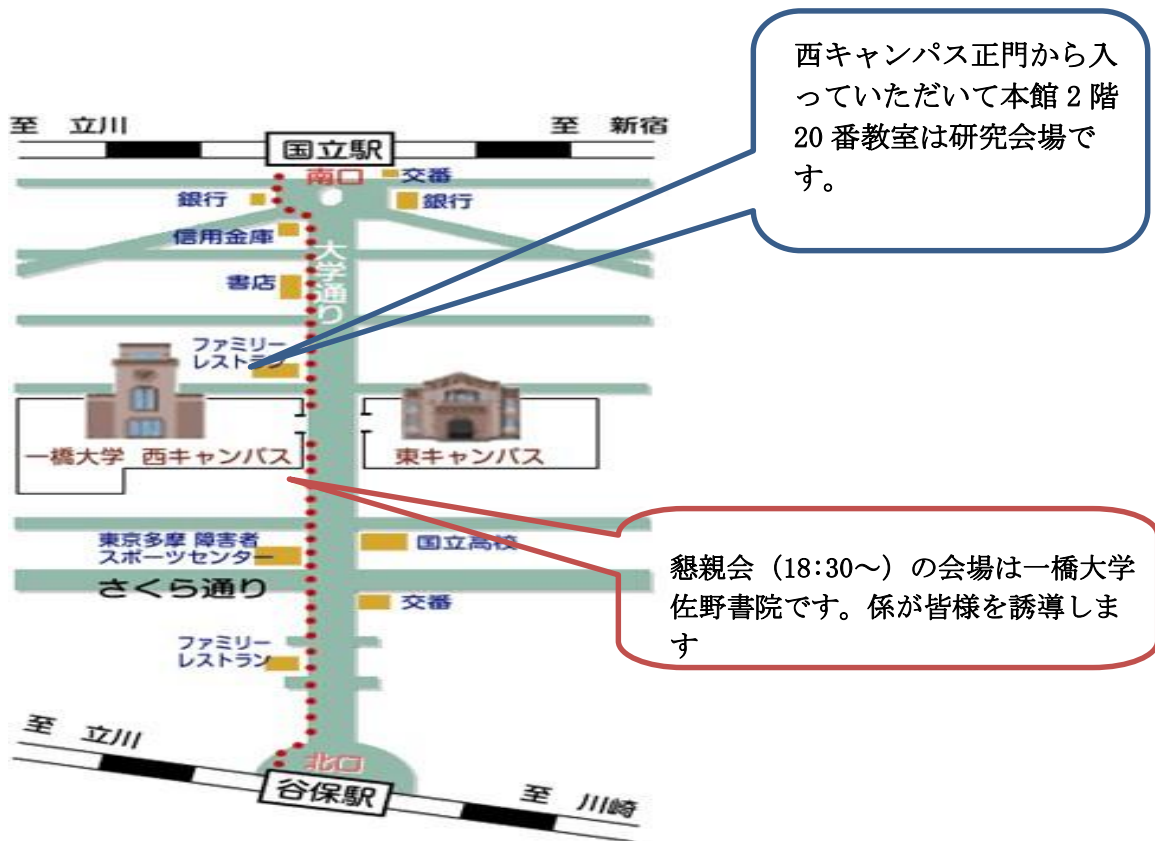 西キャンパス正門から入
っていただいて本館 2 階
20 番教室は研究会場で
す。
至 立川
至 新宿
国立駅
南口
交番
銀行
銀行
信用金庫
大学通り
書店
ファミリー
レストラン
一橋大学 西キャンパス
東キャンパス
東京多摩 障害者
スポーツセンター
国立高校
さくら通り
交番
懇親会（18:30～）の会場は一橋大学
佐野書院です。係が皆様を誘導しま
す
ファミリー
レストラン
至 立川
北口
谷保駅
至 川崎